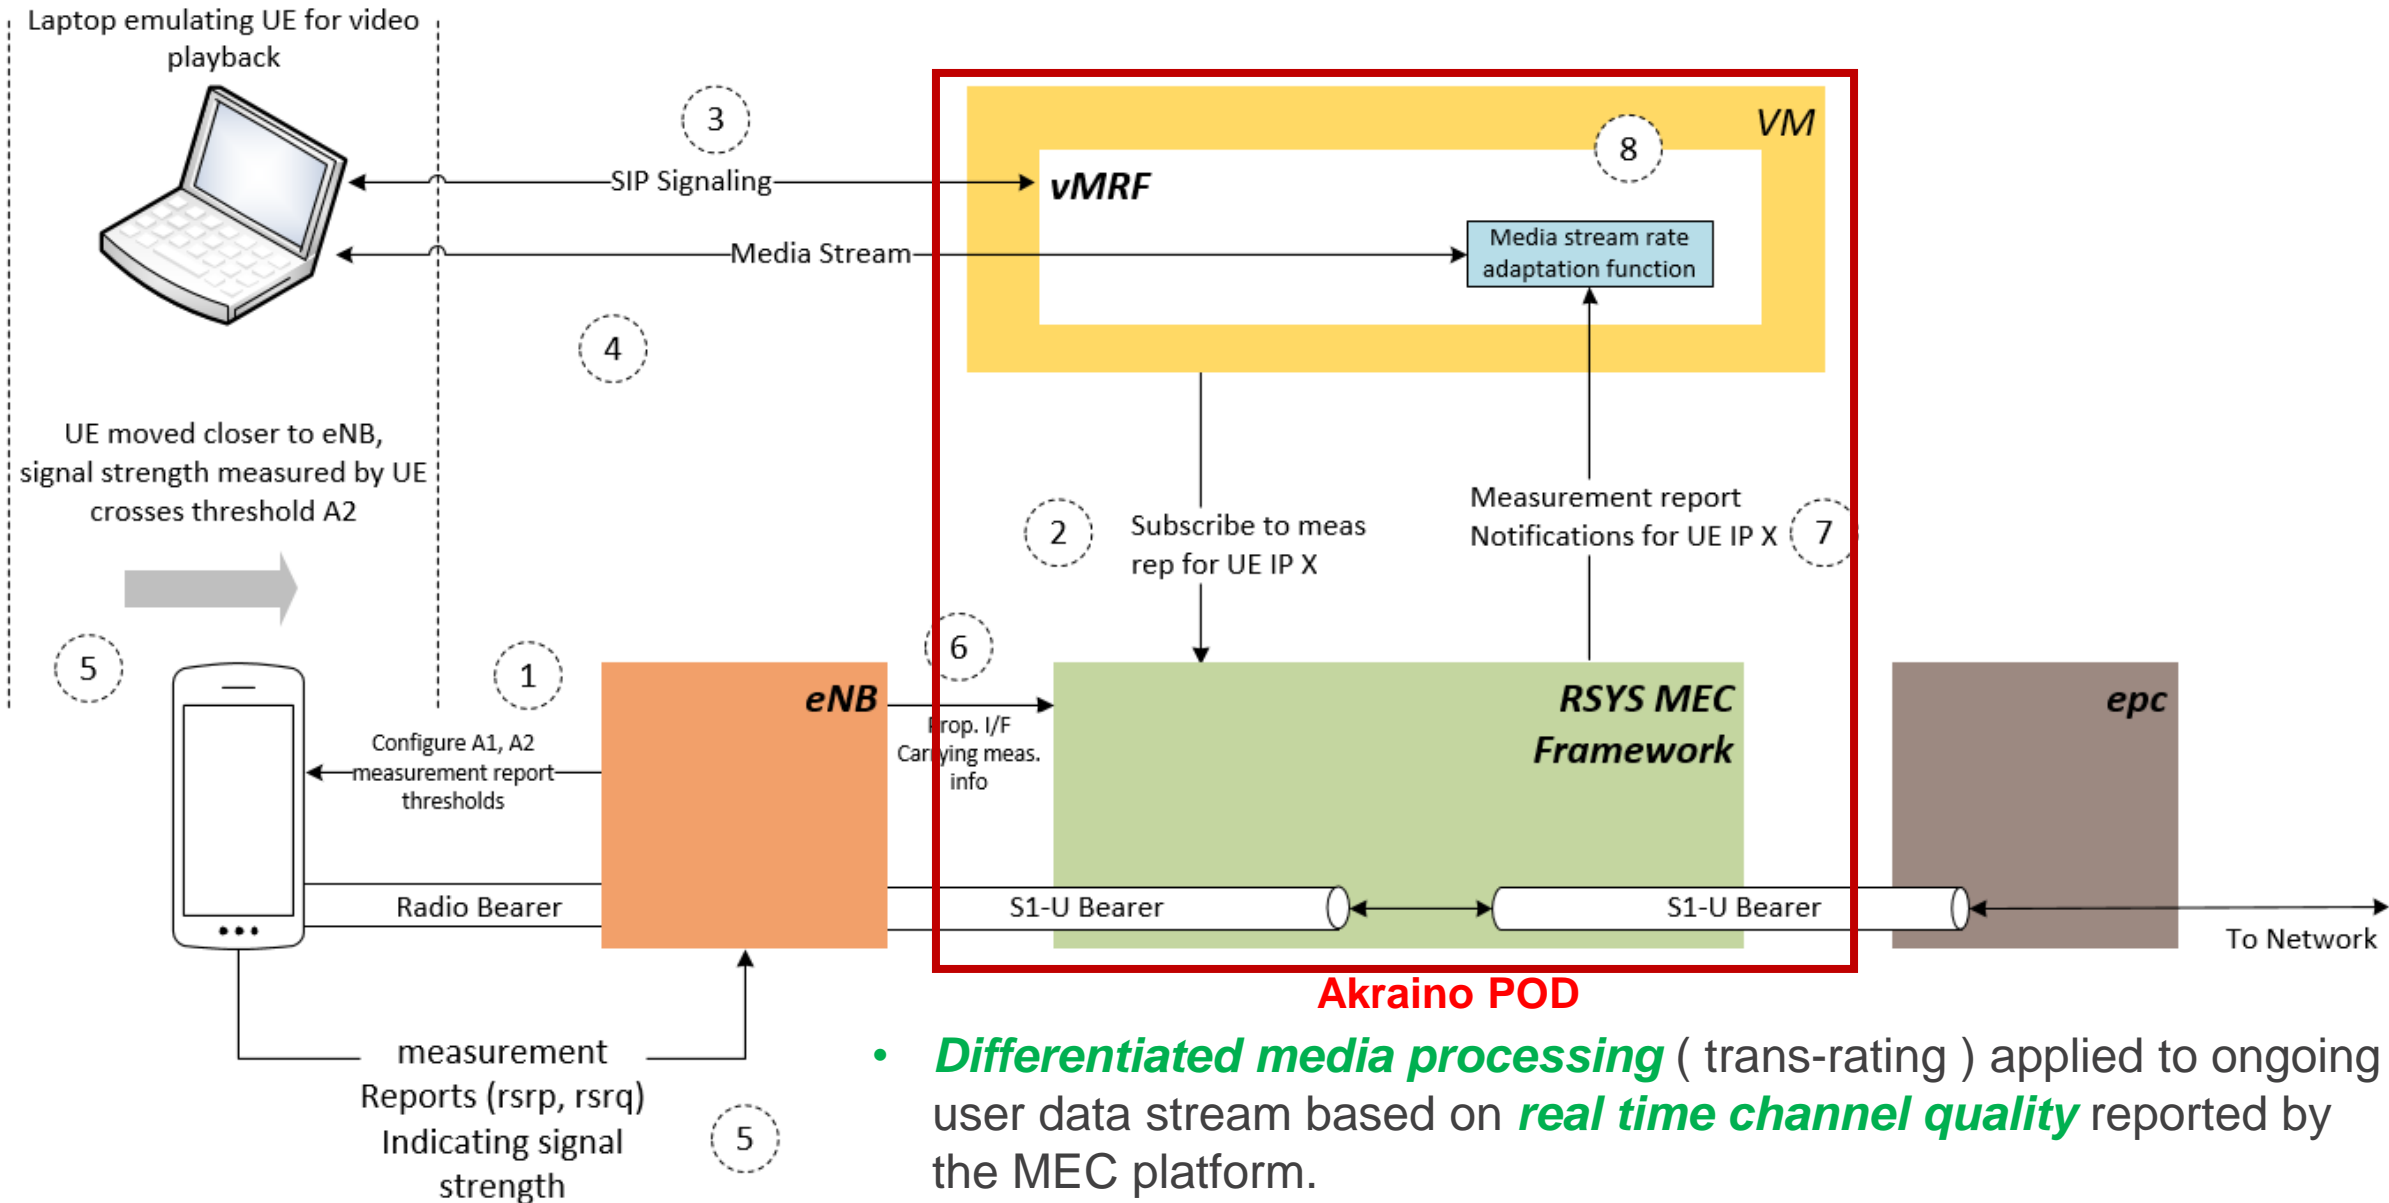 Laptop emulating UE for video
playback
3
SIP Signaling
Media Stream
4
VM
vMRF
8
Media stream rate
adaptation function
UE moved closer to eNB,
signal strength measured by UE
crosses threshold A2
5
2
Subscribe to meas
rep for UE IP X
Measurement report
Notifications for UE IP X
7
1
Configure A1, A2
measurement report
thresholds
eNB
6
Prop. I/F
Carrying meas.
info
RSYS MEC
Framework
epc
Radio Bearer
S1-U Bearer
S1-U Bearer
To Network
Akraino POD
measurement
Reports (rsrp, rsrq)
Indicating signal
strength
5
• Differentiated media processing ( trans-rating ) applied to ongoing
user data stream based on real time channel quality reported by
the MEC platform.